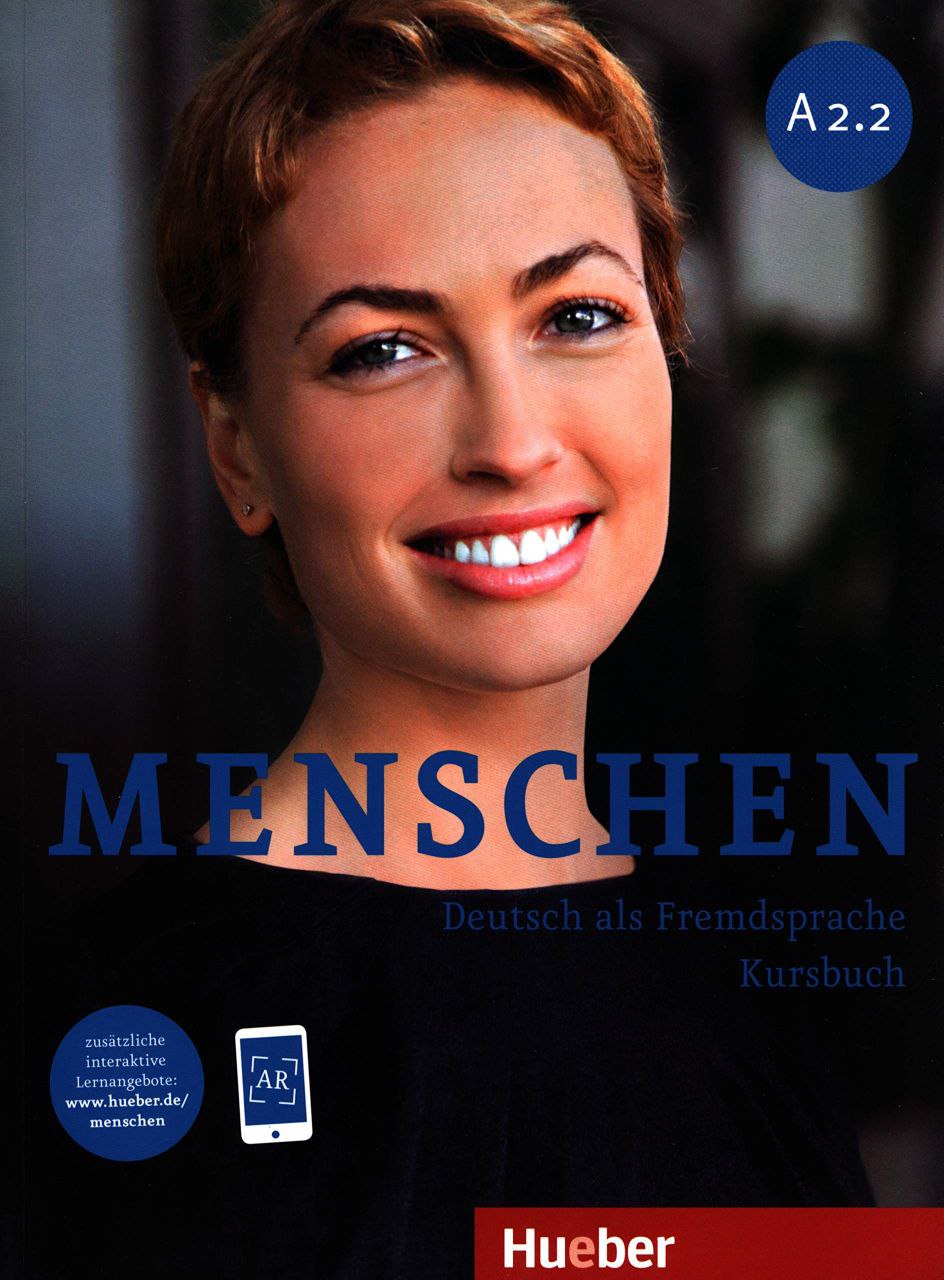 A 2.2
MENSCHEN
Deutsch als Fremdsprache
Kursbuch
zusätzliche
interaktive
Lernangebote:
www.hueber.de/
menschen
AR
Hueber